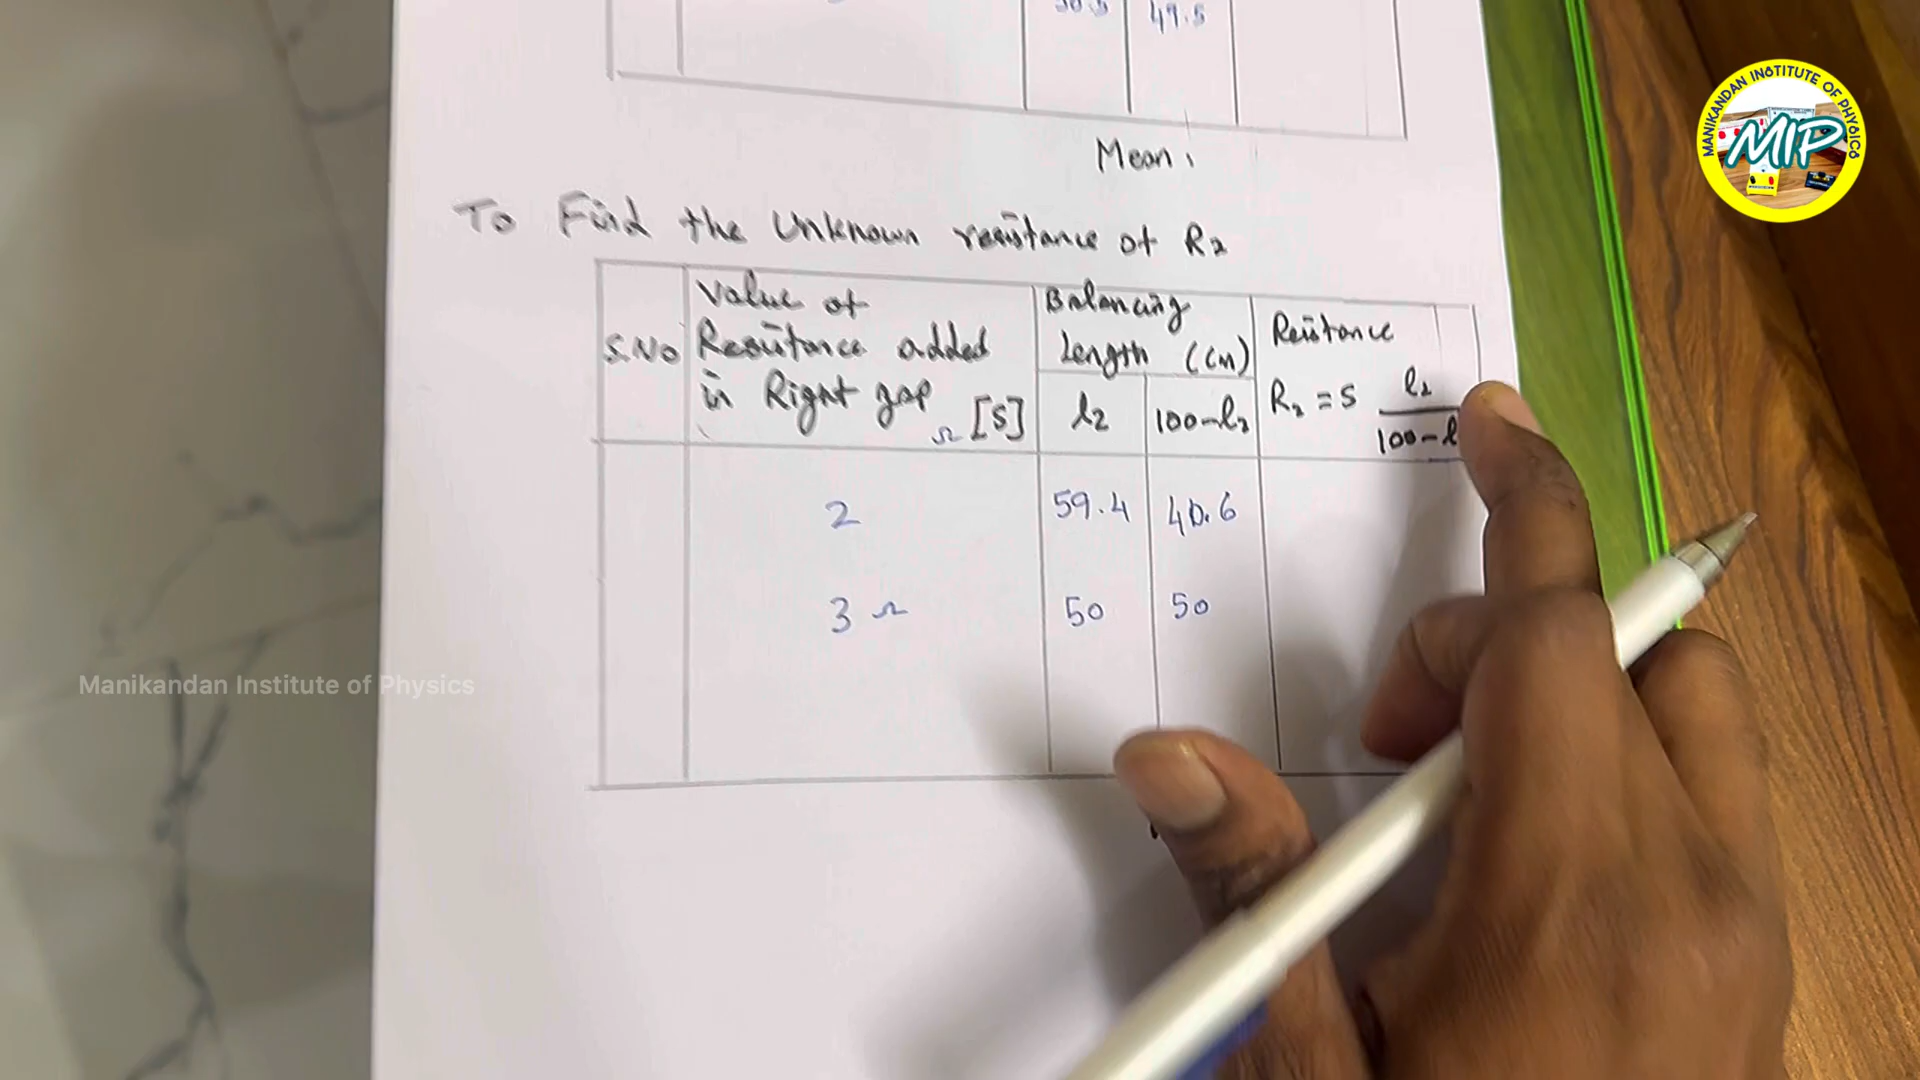 49.5
Mean
To Find the Unknown resistance of R2
Value of
Resistance added
in Right gap Ω [S]
S.No
Balancing
Length (cm)
l2 100-l2
Resistance
R2 = S l2
100-l
2 59.4 40.6
3 Ω 50 50
MANIKANDAN INSTITUTE OF PHYSICS
MIP
Manikandan Institute of Physics